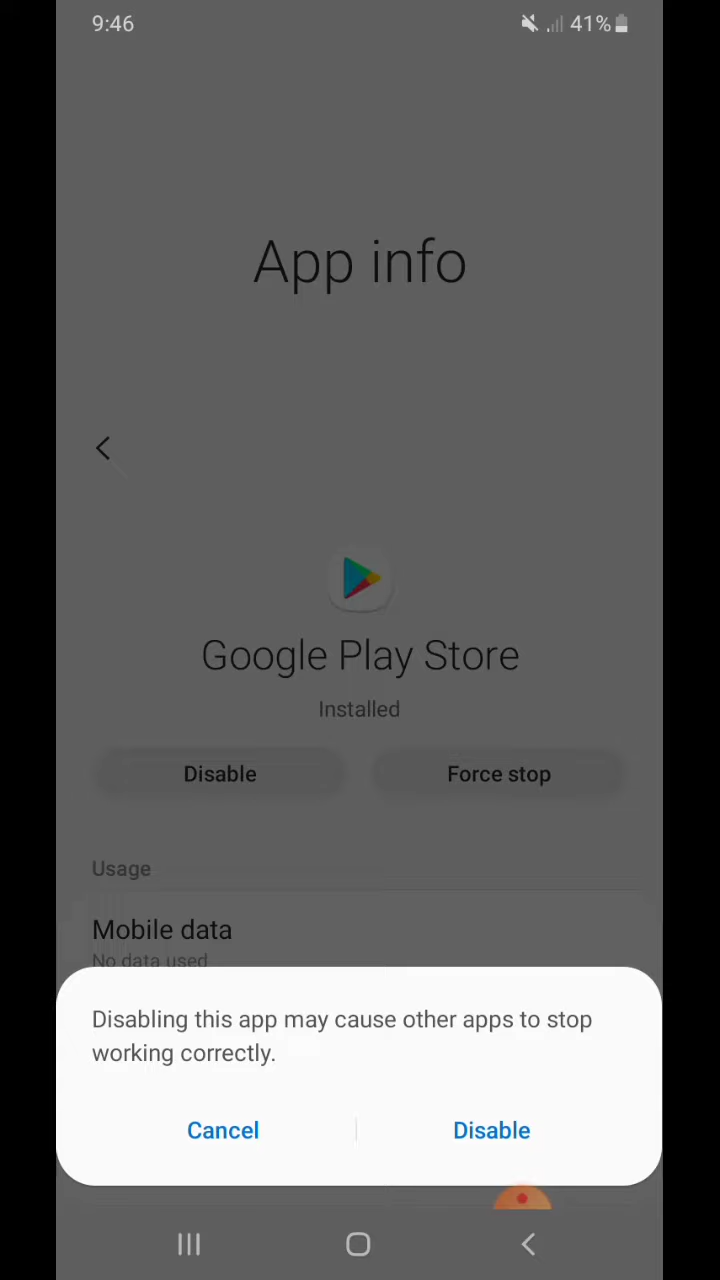 9:46
41%
App info
Google Play Store
Installed
Disable
Force stop
Usage
Mobile data
No data used
Disabling this app may cause other apps to stop
working correctly.
Cancel
Disable